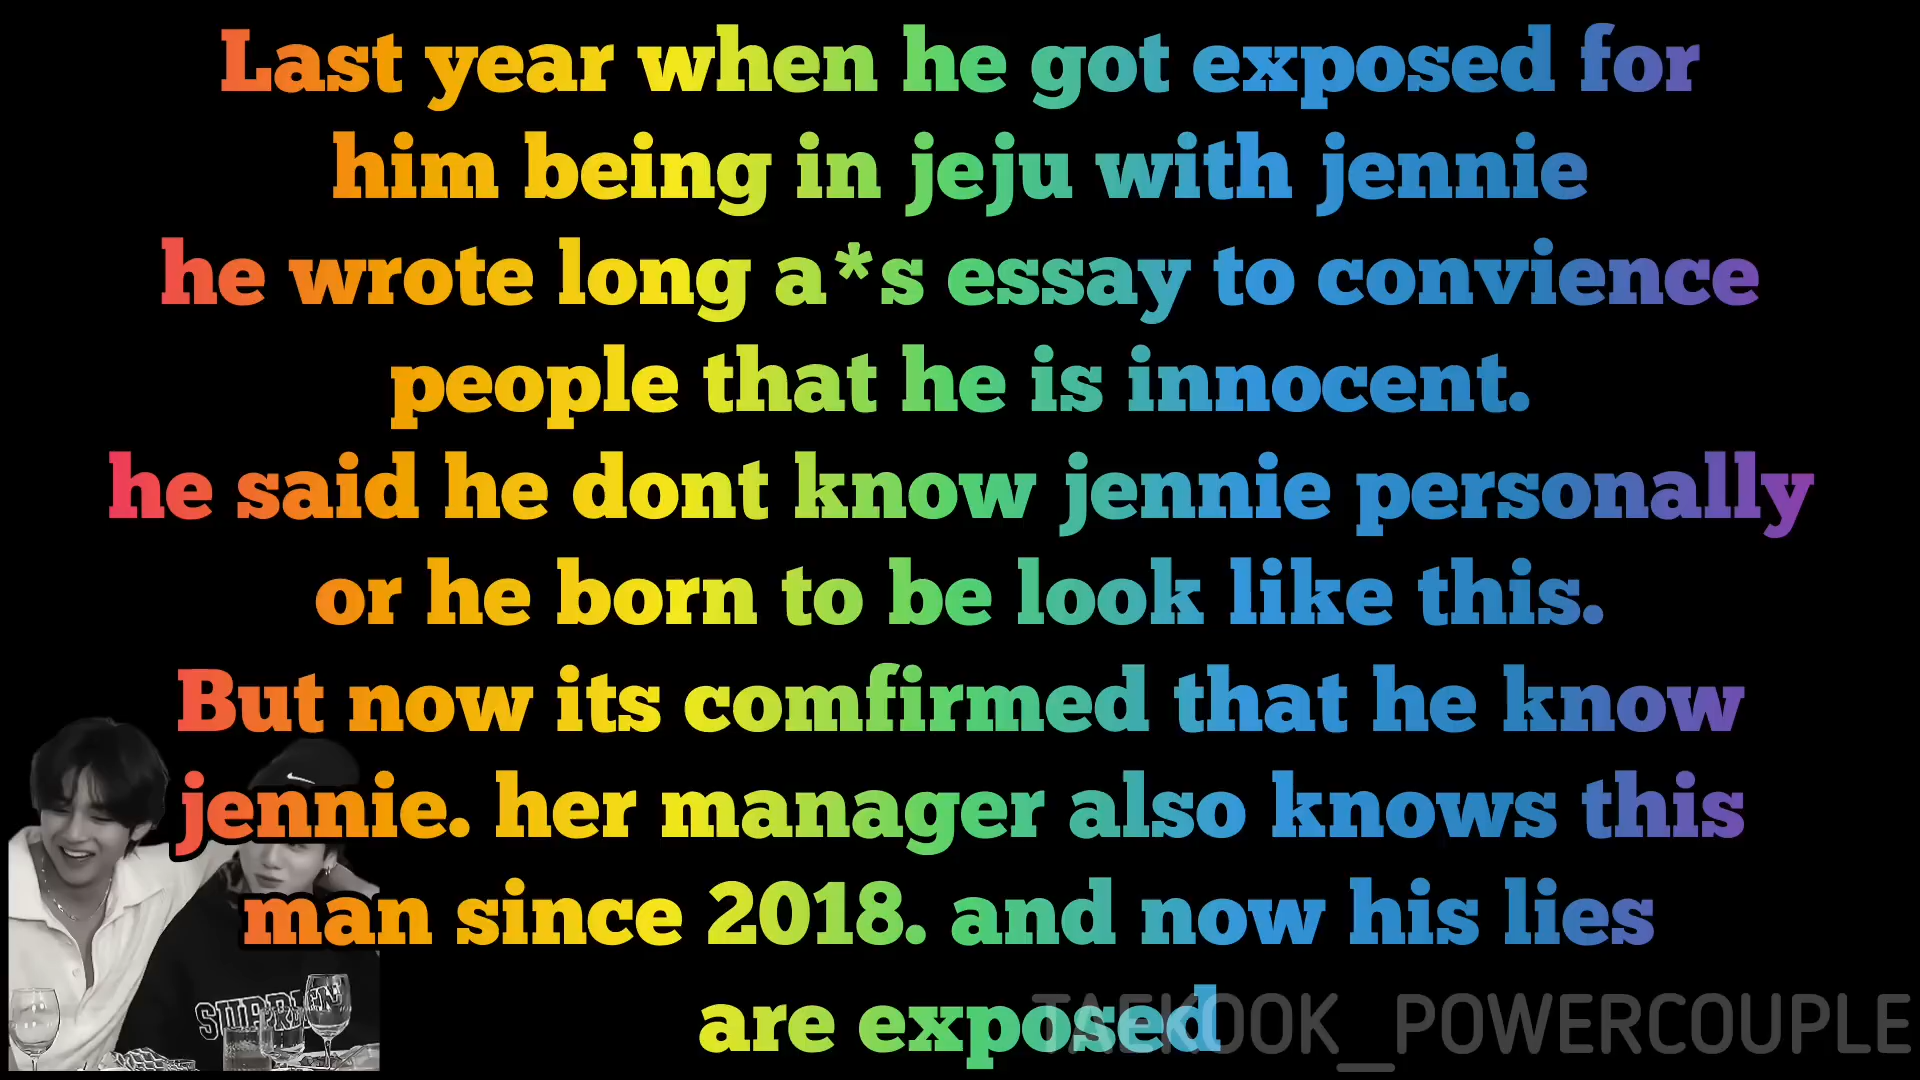 Last year when he got exposed for
him being in jeju with jennie
he wrote long a*s essay to convience
people that he is innocent.
he said he dont know jennie personally
or he born to be look like this.
But now its comfirmed that he know
jennie. her manager also knows this
man since 2018. and now his lies
are exposed
TAEKOOK_POWERCOUPLE
SUPREME